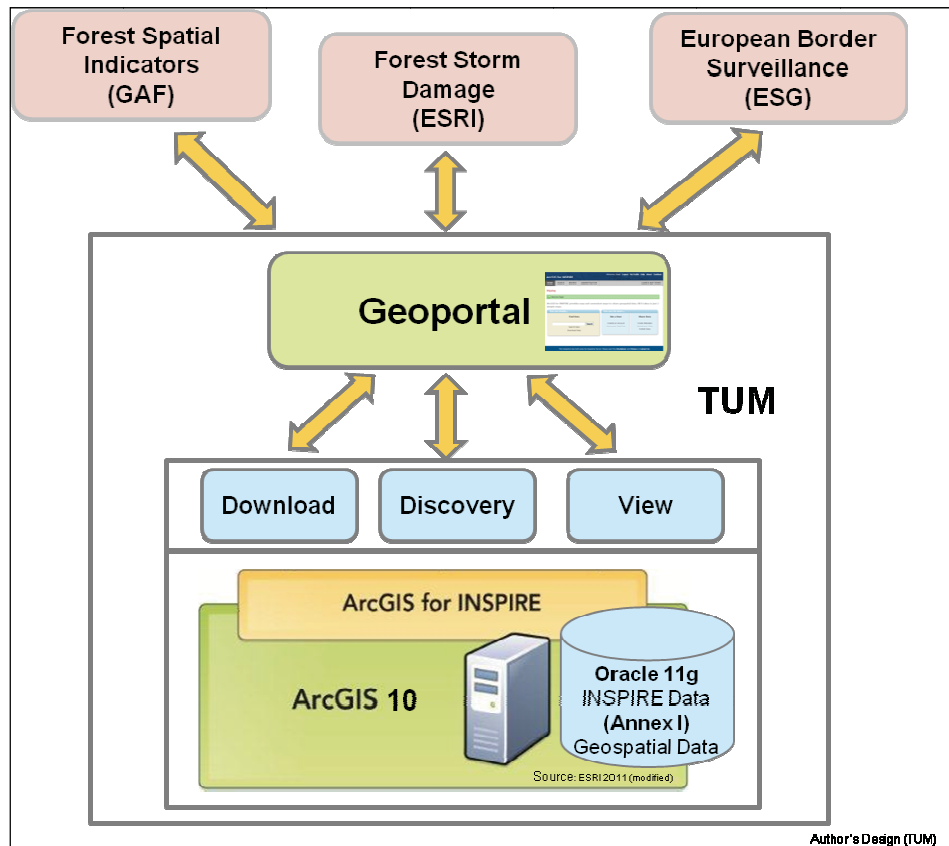 Forest Spatial
Indicators
(GAF)
Forest Storm
Damage
(ESRI)
European Border
Surveillance
(ESG)
Geoportal
TUM
Download
Discovery
View
ArcGIS for INSPIRE
ArcGIS 10
Oracle 11g
INSPIRE Data
(Annex I)
Geospatial Data
Source: ESRI 2011 (modified)
Author's Design (TUM)